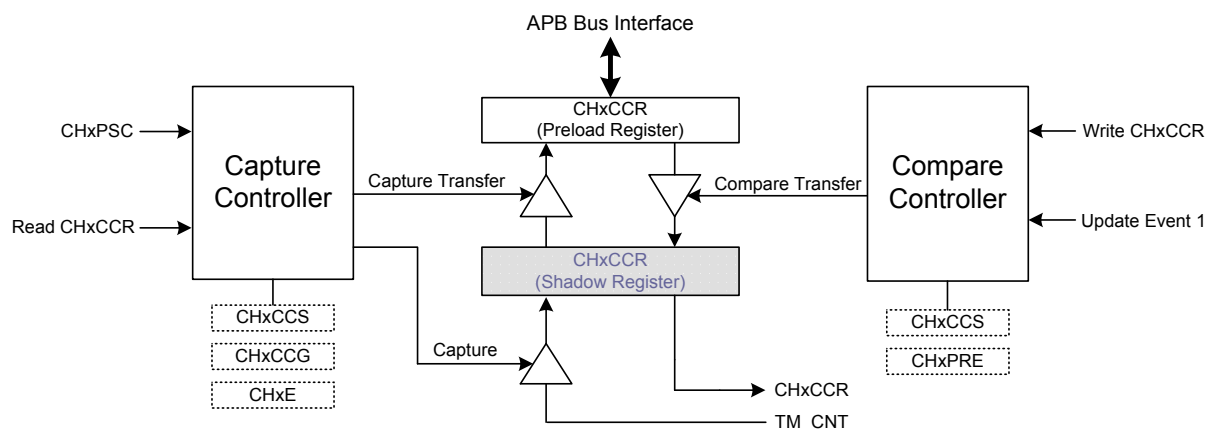 APB Bus Interface
CHxCCR
(Preload Register)
CHxPSC
Write CHxCCR
Capture
Controller
Compare
Controller
Capture Transfer
Compare Transfer
Read CHxCCR
Update Event 1
CHxCCR
(Shadow Register)
CHxCCS
CHxCCG
CHxE
Capture
CHxCCS
CHxPRE
CHxCCR
TM CNT